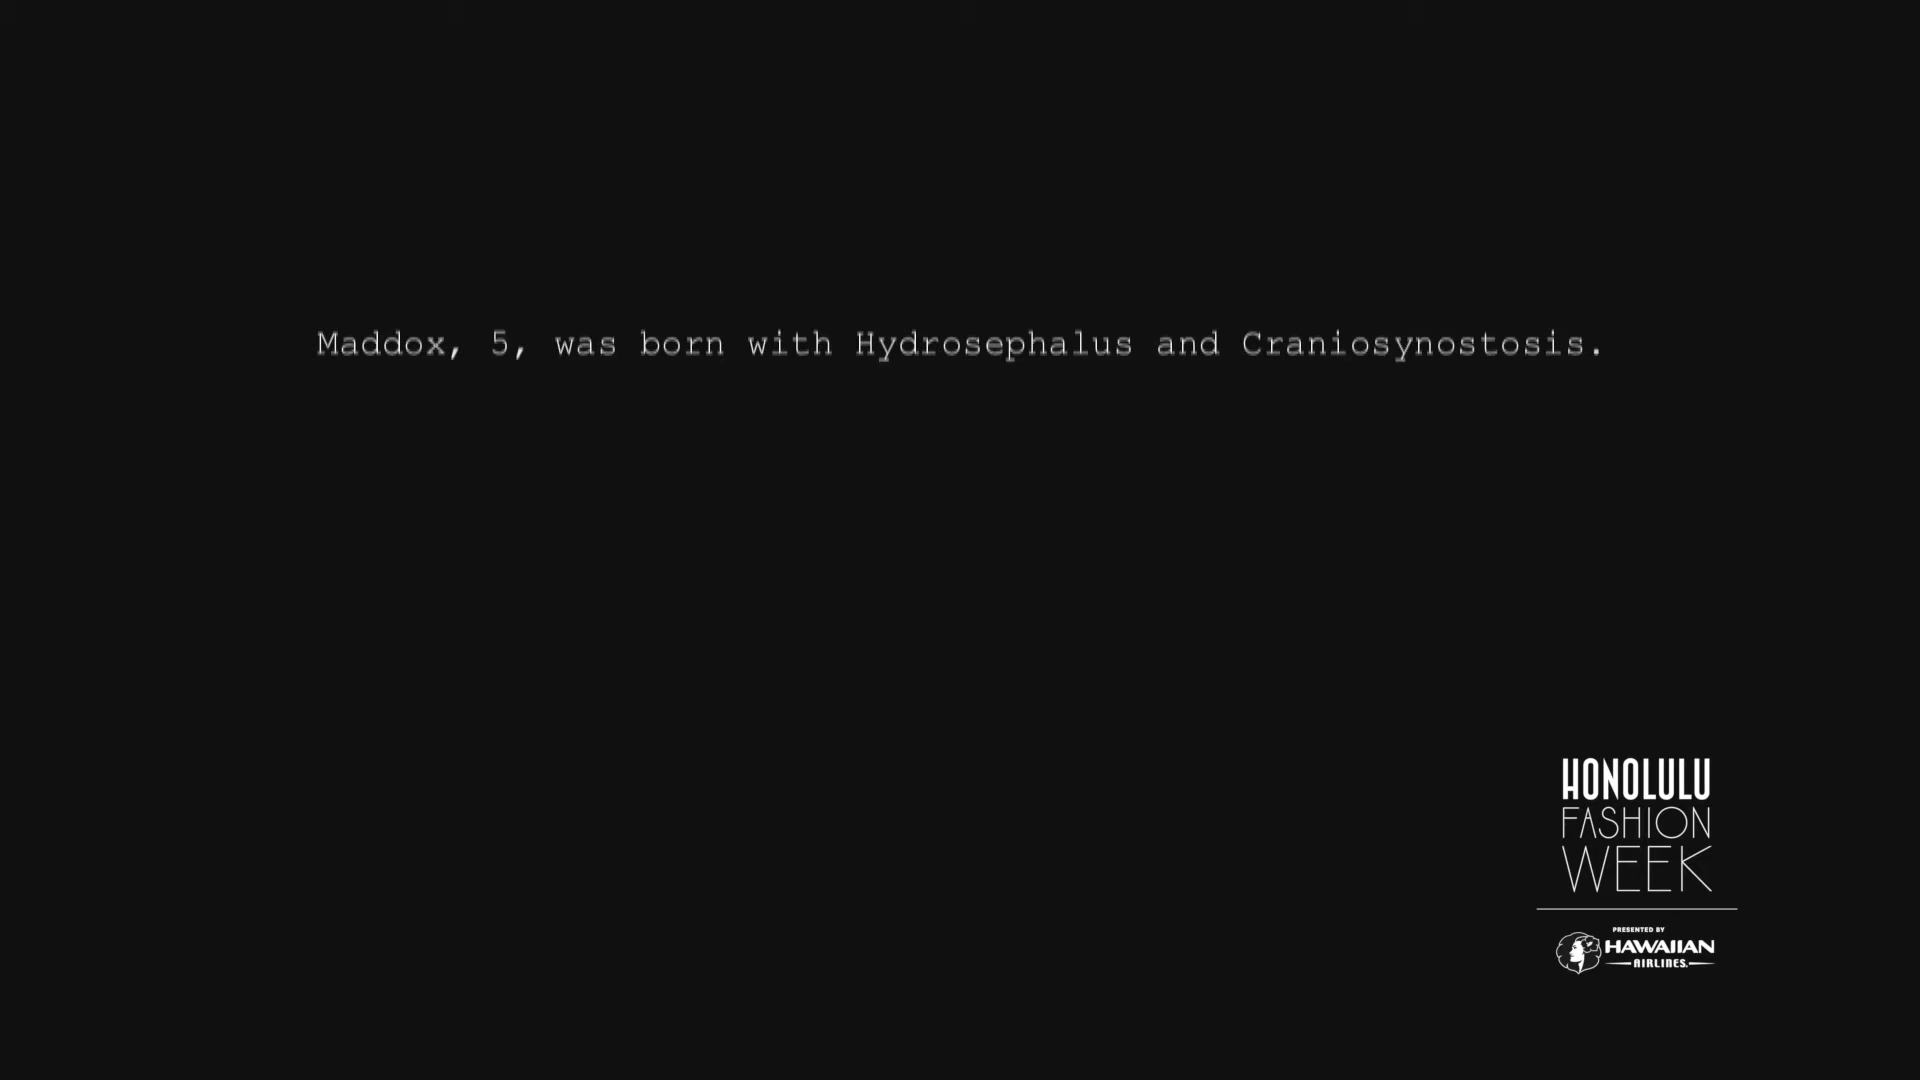 Maddox, 5, was born with Hydrosephalus and Craniosynostosis.
HONOLULU
FASHION
WEEK
PRESENTED BY
HAWAIIAN
AIRLINES.